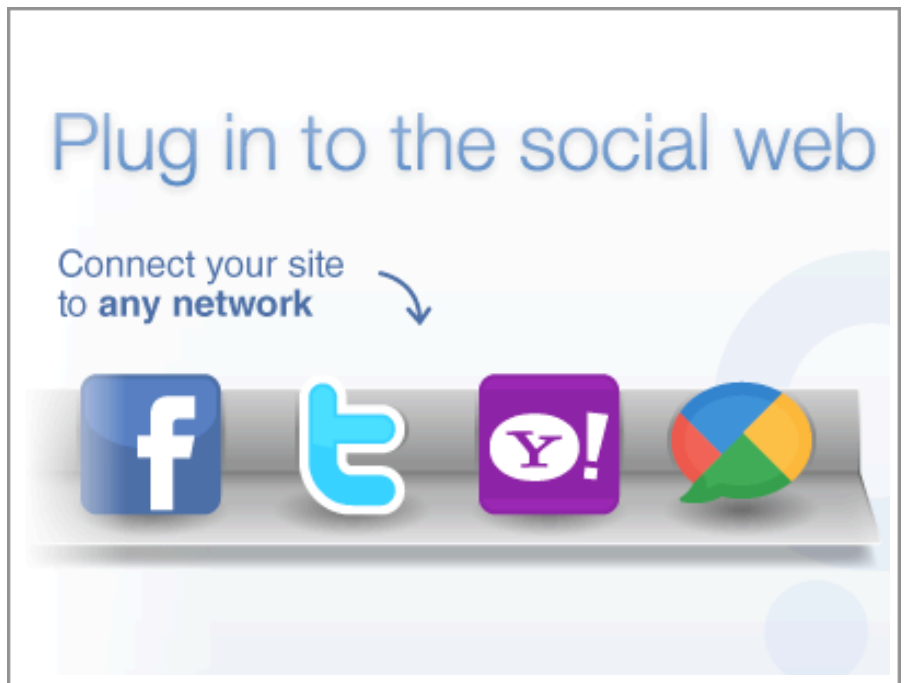 Plug in to the social web
Connect your site
to any network
f
t
Y!